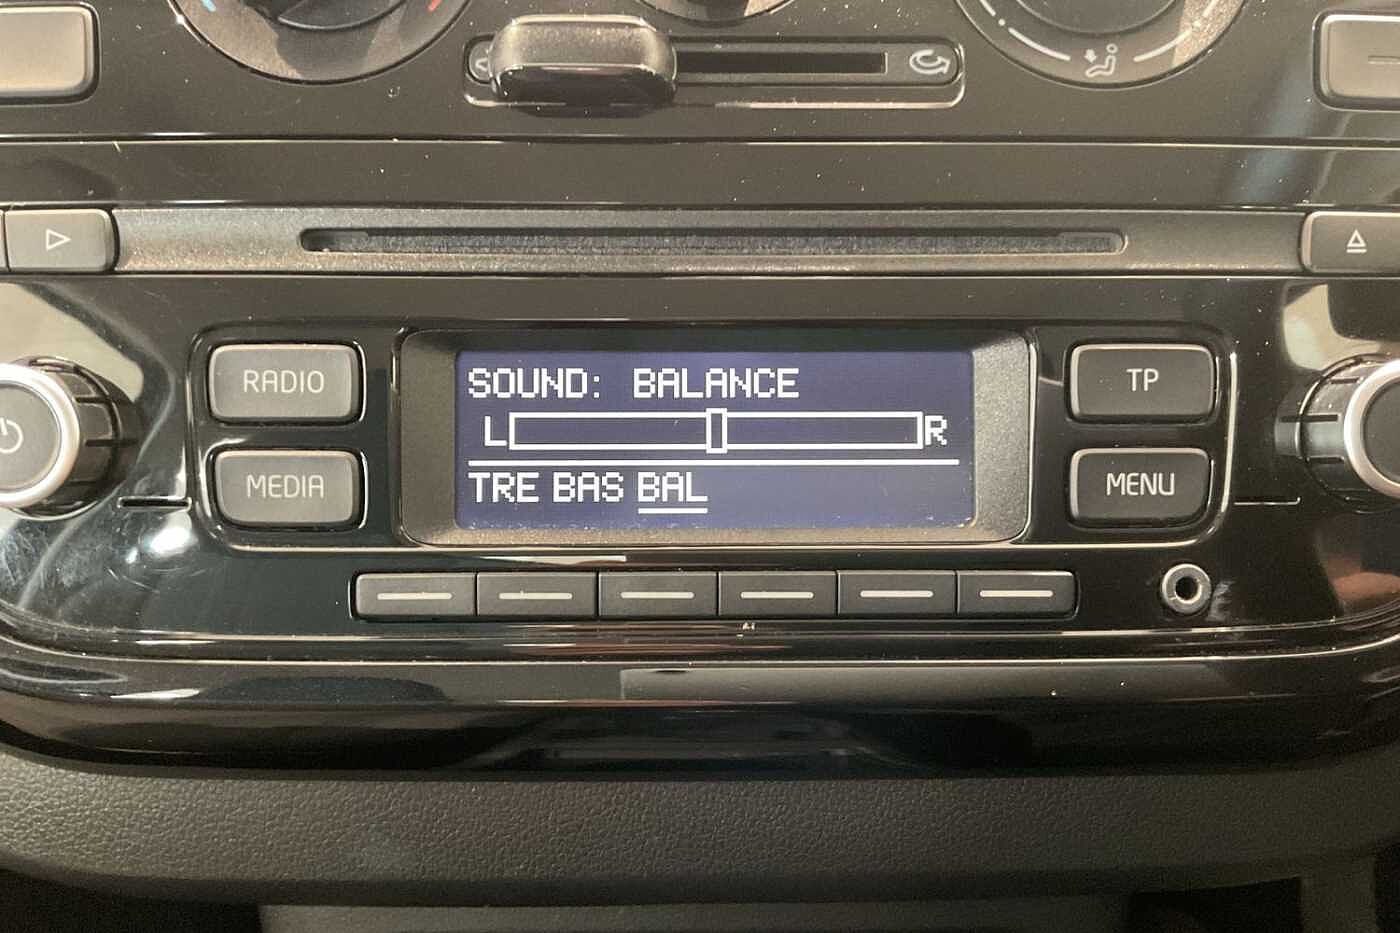 RADIO
MEDIA
SOUND: BALANCE
L R
TRE BAS BAL
TP
MENU